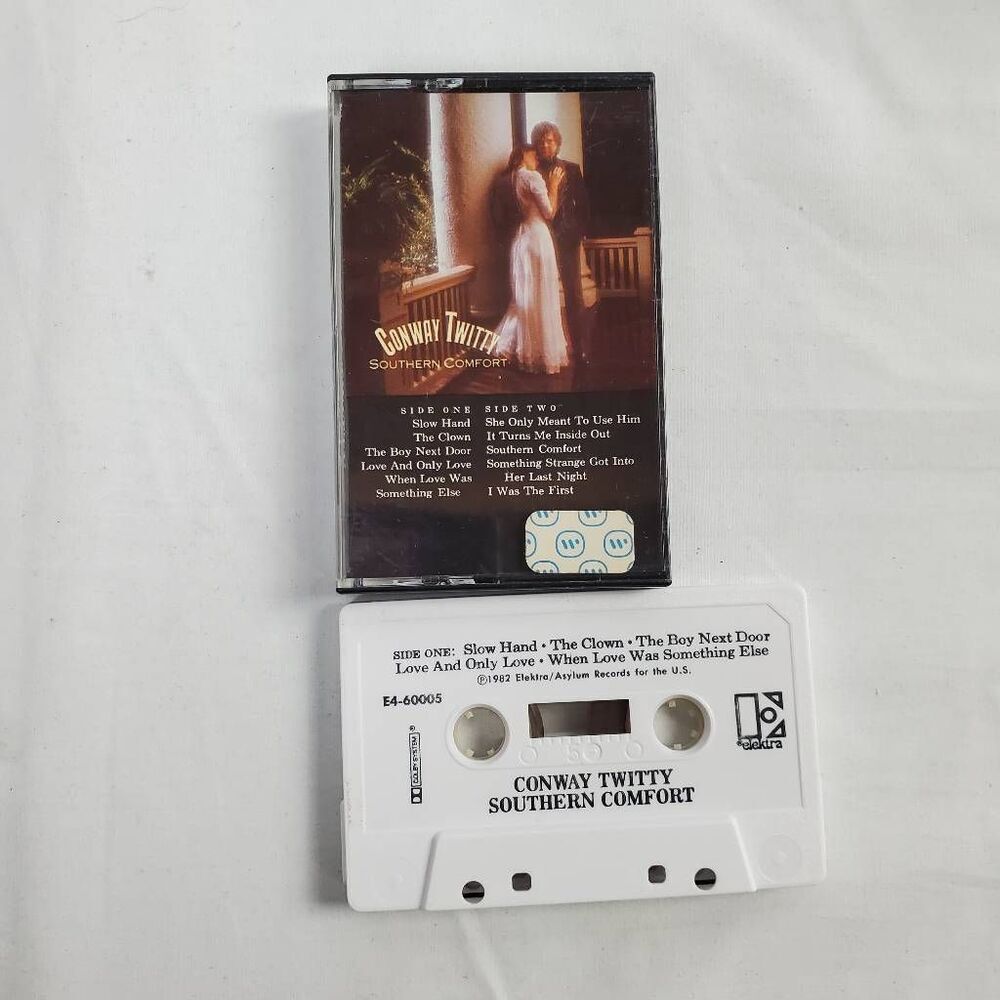 CONWAY TWITTY
SOUTHERN COMFORT
SIDE ONE
Slow Hand
The Clown
The Boy Next Door
Love And Only Love
When Love Was
Something Else
SIDE TWO
She Only Meant To Use Him
It Turns Me Inside Out
Southern Comfort
Something Strange Got Into
Her Last Night
I Was The First
SIDE ONE: Slow Hand • The Clown • The Boy Next Door
Love And Only Love • When Love Was Something Else
℗1982 Elektra/Asylum Records for the U.S.
E4-60005
DOLBY SYSTEM ®
elektra
50
CONWAY TWITTY
SOUTHERN COMFORT